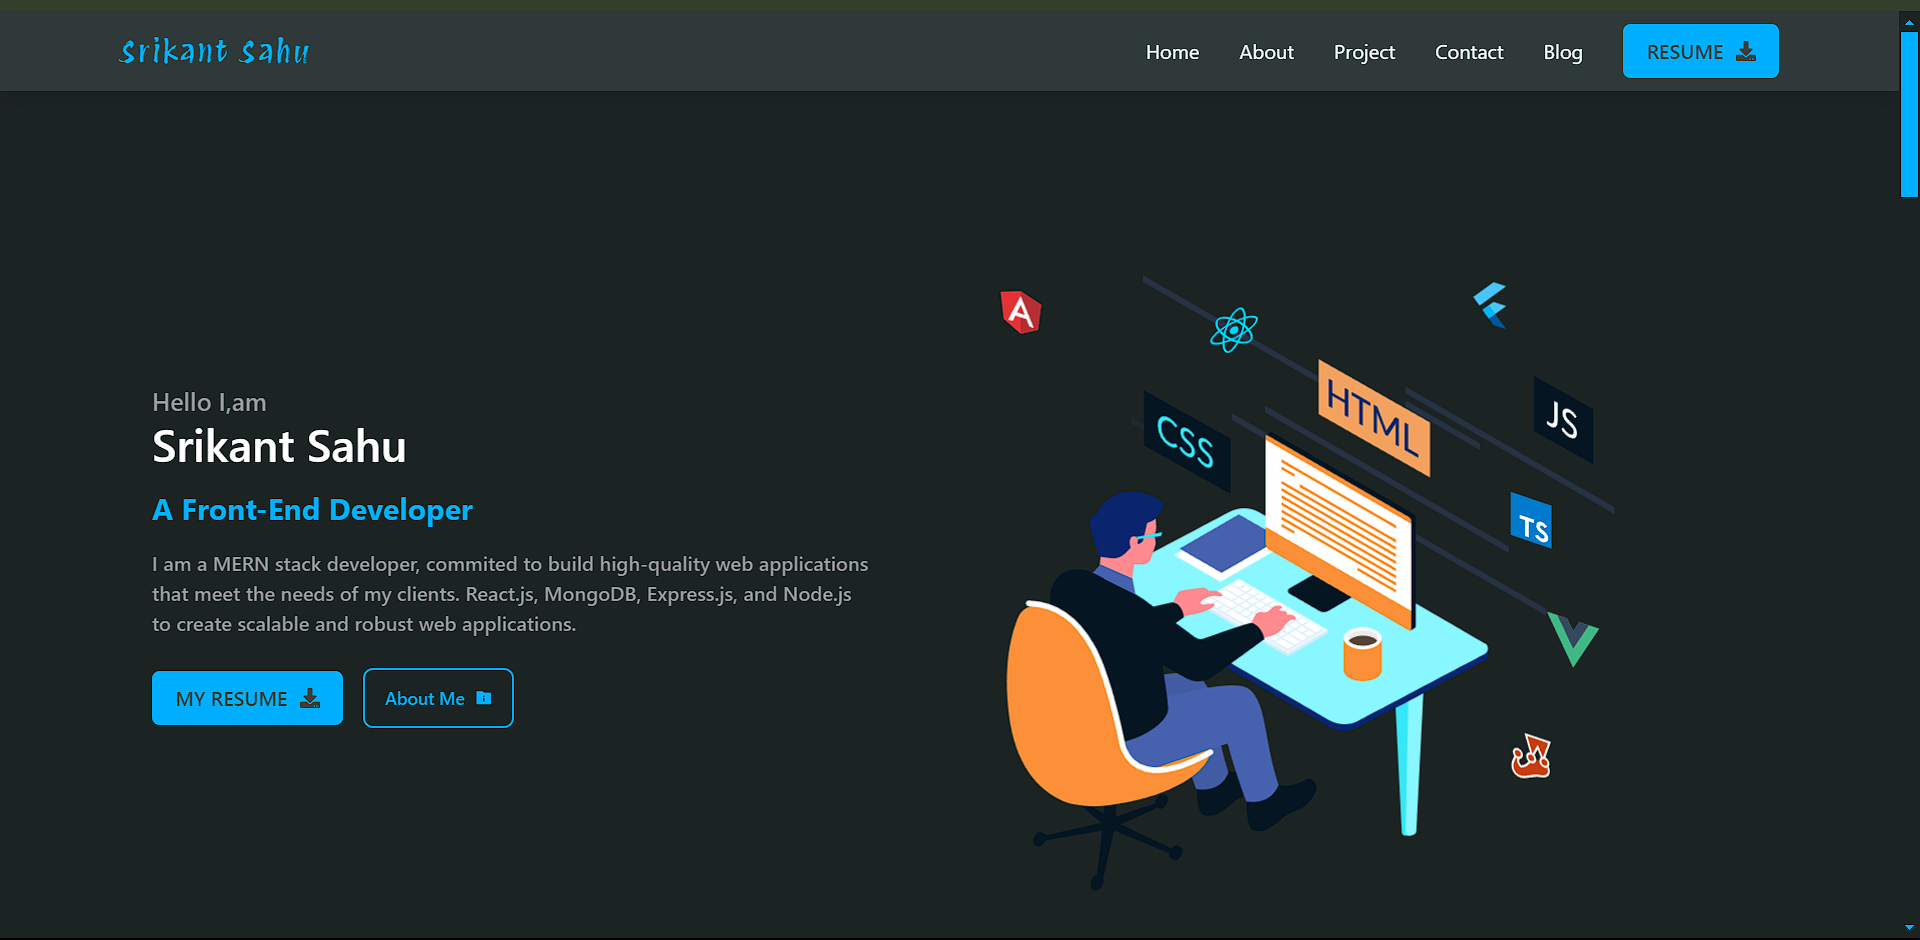 Srikant Sahu
Home
About
Project
Contact
Blog
RESUME
Hello I,am
Srikant Sahu
A Front-End Developer
I am a MERN stack developer, commited to build high-quality web applications
that meet the needs of my clients. React.js, MongoDB, Express.js, and Node.js
to create scalable and robust web applications.
MY RESUME
About Me
A
HTML
JS
CSS
TS